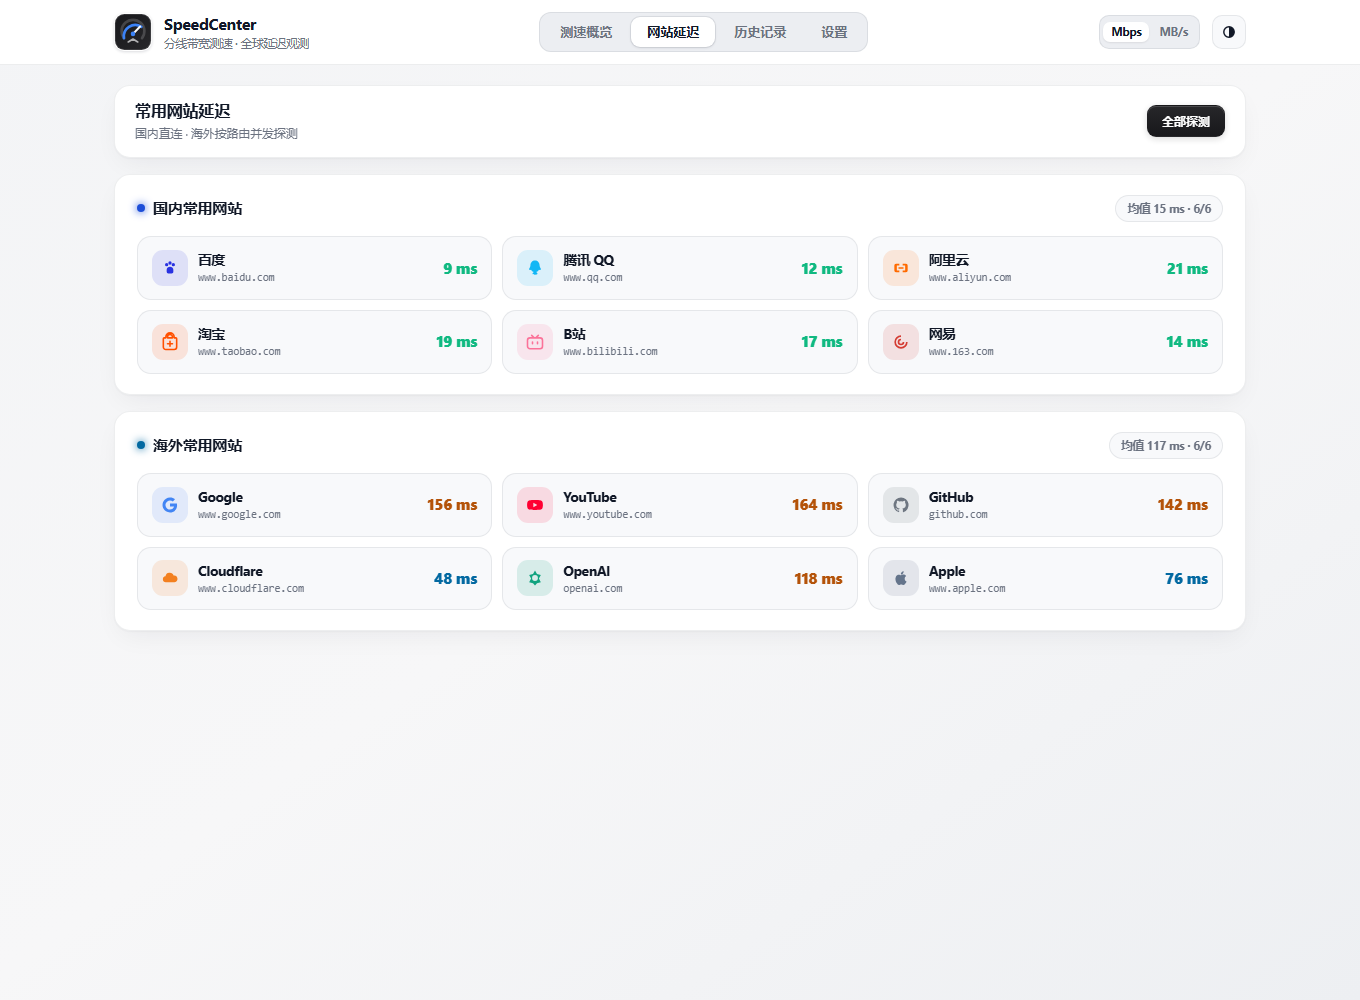 SpeedCenter
分线带宽测速 · 全球延迟观测
测速概览
网站延迟
历史记录
设置
Mbps
MB/s
常用网站延迟
国内直连 · 海外按路由并发探测
全部探测
国内常用网站
均值 15 ms · 6/6
百度
www.baidu.com
9 ms
腾讯 QQ
www.qq.com
12 ms
阿里云
www.aliyun.com
21 ms
淘宝
www.taobao.com
19 ms
B站
www.bilibili.com
17 ms
网易
www.163.com
14 ms
海外常用网站
均值 117 ms · 6/6
Google
www.google.com
156 ms
YouTube
www.youtube.com
164 ms
GitHub
github.com
142 ms
Cloudflare
www.cloudflare.com
48 ms
OpenAI
openai.com
118 ms
Apple
www.apple.com
76 ms